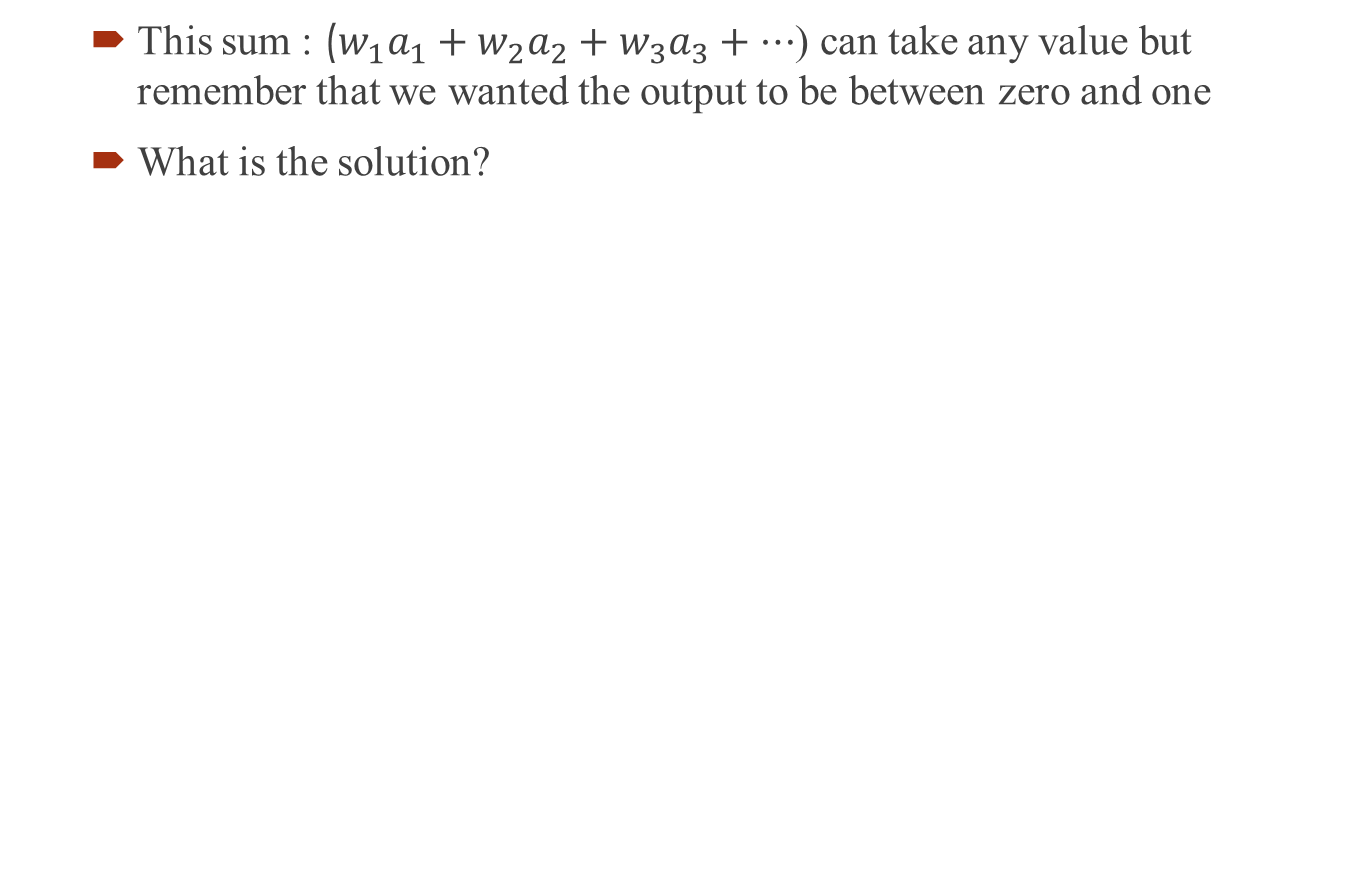 This sum : (𝑤₁𝑎₁ + 𝑤₂𝑎₂ + 𝑤₃𝑎₃ + ⋯) can take any value but
remember that we wanted the output to be between zero and one
What is the solution?